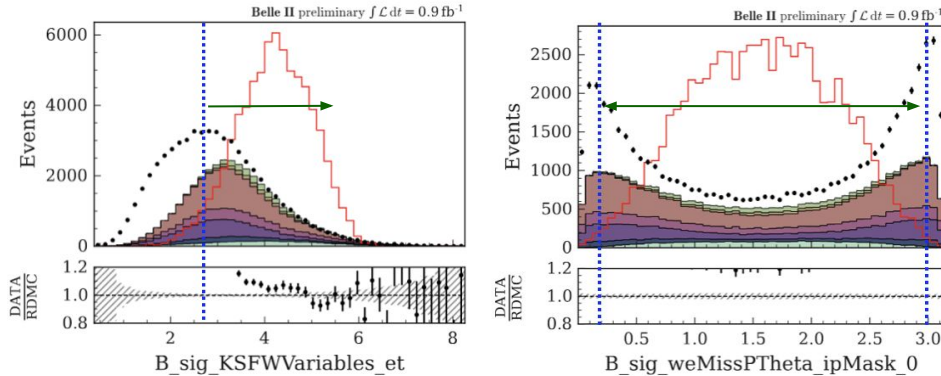 Belle II preliminary ∫ ℒ dt = 0.9 fb⁻¹
6000
4000
2000
0
Events
1.2
1.0
0.8
DATA
RDMC
2 4 6 8
B_sig_KSFWVariables_et
Belle II preliminary ∫ ℒ dt = 0.9 fb⁻¹
2500
2000
1500
1000
500
0
Events
1.2
1.0
0.8
DATA
RDMC
0.5 1.0 1.5 2.0 2.5 3.0
B_sig_weMissPTheta_ipMask_0